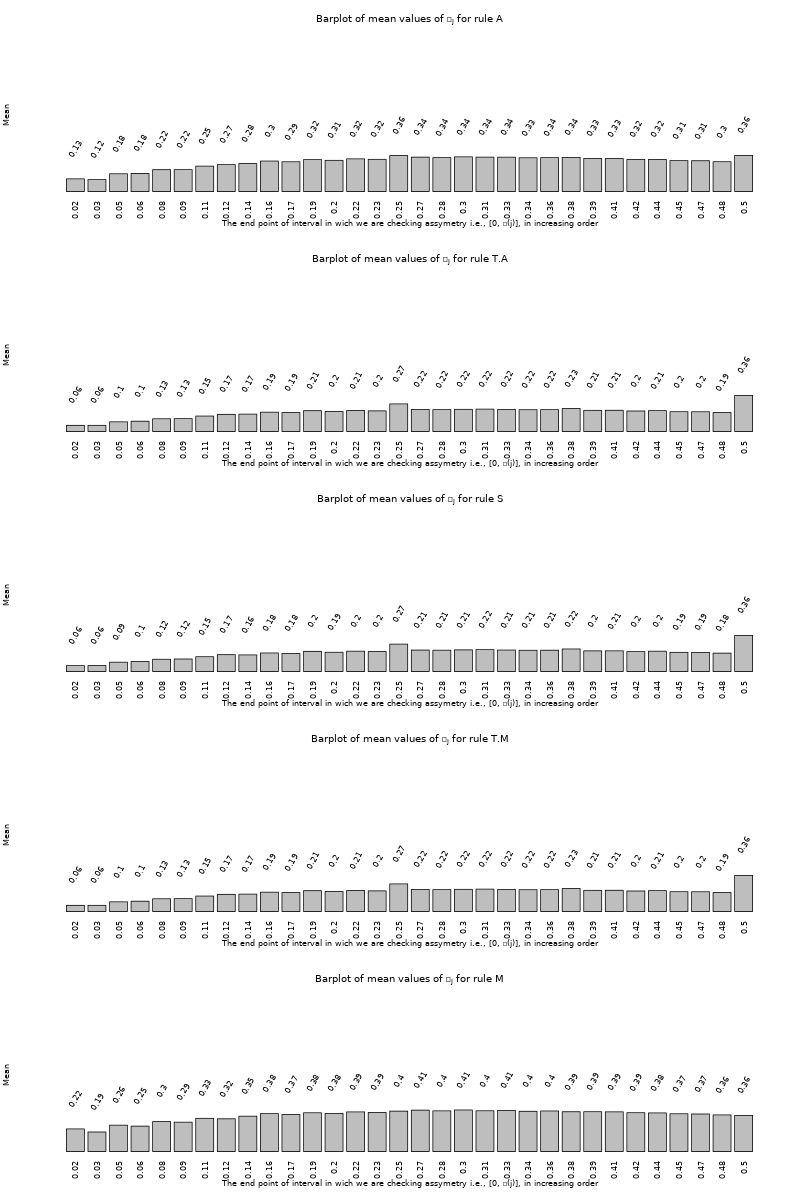 Barplot of mean values of □j for rule A
Mean
0.13 0.12 0.18 0.18 0.22 0.22 0.25 0.27 0.28 0.3 0.29 0.32 0.31 0.32 0.32 0.36 0.34 0.34 0.34 0.34 0.34 0.33 0.34 0.34 0.33 0.33 0.32 0.32 0.31 0.31 0.3 0.36
0.02 0.03 0.05 0.06 0.08 0.09 0.11 0.12 0.14 0.16 0.17 0.19 0.2 0.22 0.23 0.25 0.27 0.28 0.3 0.31 0.33 0.34 0.36 0.38 0.39 0.41 0.42 0.44 0.45 0.47 0.48 0.5
The end point of interval in wich we are checking assymetry i.e., [0, □(j)], in increasing order
Barplot of mean values of □j for rule T.A
Mean
0.06 0.06 0.1 0.1 0.13 0.13 0.15 0.17 0.17 0.19 0.19 0.21 0.2 0.21 0.2 0.27 0.22 0.22 0.22 0.22 0.22 0.22 0.22 0.23 0.21 0.21 0.2 0.21 0.2 0.2 0.19 0.36
0.02 0.03 0.05 0.06 0.08 0.09 0.11 0.12 0.14 0.16 0.17 0.19 0.2 0.22 0.23 0.25 0.27 0.28 0.3 0.31 0.33 0.34 0.36 0.38 0.39 0.41 0.42 0.44 0.45 0.47 0.48 0.5
The end point of interval in wich we are checking assymetry i.e., [0, □(j)], in increasing order
Barplot of mean values of □j for rule S
Mean
0.06 0.06 0.09 0.1 0.12 0.12 0.15 0.17 0.16 0.18 0.18 0.2 0.19 0.2 0.2 0.27 0.21 0.21 0.21 0.22 0.21 0.21 0.21 0.22 0.2 0.21 0.2 0.2 0.19 0.19 0.18 0.36
0.02 0.03 0.05 0.06 0.08 0.09 0.11 0.12 0.14 0.16 0.17 0.19 0.2 0.22 0.23 0.25 0.27 0.28 0.3 0.31 0.33 0.34 0.36 0.38 0.39 0.41 0.42 0.44 0.45 0.47 0.48 0.5
The end point of interval in wich we are checking assymetry i.e., [0, □(j)], in increasing order
Barplot of mean values of □j for rule T.M
Mean
0.06 0.06 0.1 0.1 0.13 0.13 0.15 0.17 0.17 0.19 0.19 0.21 0.2 0.21 0.2 0.27 0.22 0.22 0.22 0.22 0.22 0.22 0.22 0.23 0.21 0.21 0.2 0.21 0.2 0.2 0.19 0.36
0.02 0.03 0.05 0.06 0.08 0.09 0.11 0.12 0.14 0.16 0.17 0.19 0.2 0.22 0.23 0.25 0.27 0.28 0.3 0.31 0.33 0.34 0.36 0.38 0.39 0.41 0.42 0.44 0.45 0.47 0.48 0.5
The end point of interval in wich we are checking assymetry i.e., [0, □(j)], in increasing order
Barplot of mean values of □j for rule M
Mean
0.22 0.19 0.26 0.25 0.3 0.29 0.33 0.32 0.35 0.38 0.37 0.38 0.38 0.39 0.39 0.4 0.41 0.4 0.41 0.4 0.41 0.4 0.4 0.39 0.39 0.39 0.39 0.38 0.37 0.37 0.36 0.36
0.02 0.03 0.05 0.06 0.08 0.09 0.11 0.12 0.14 0.16 0.17 0.19 0.2 0.22 0.23 0.25 0.27 0.28 0.3 0.31 0.33 0.34 0.36 0.38 0.39 0.41 0.42 0.44 0.45 0.47 0.48 0.5
The end point of interval in wich we are checking assymetry i.e., [0, □(j)], in increasing order